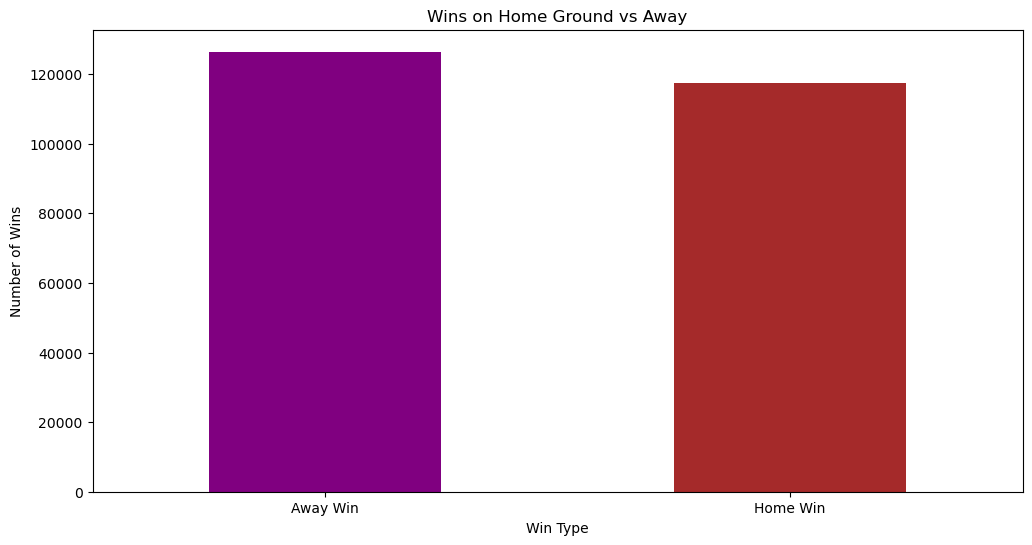 Wins on Home Ground vs Away
Number of Wins
120000
100000
80000
60000
40000
20000
0
Away Win
Home Win
Win Type